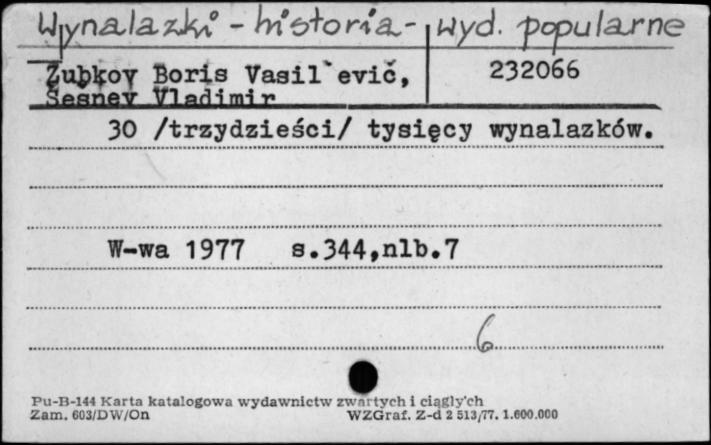 Wynalazki - historia - wyd. popularne
Zubkov Boris Vasil`evič, 232066
Sesnev Vladimir
30 /trzydzieści/ tysięcy wynalazków.
W-wa 1977 s.344,nlb.7
6
Pu-B-144 Karta katalogowa wydawnictw zwartych i ciągły'ch
Zam. 603/DW/On WZGraf. Z-d 2 513/77. 1.600.000